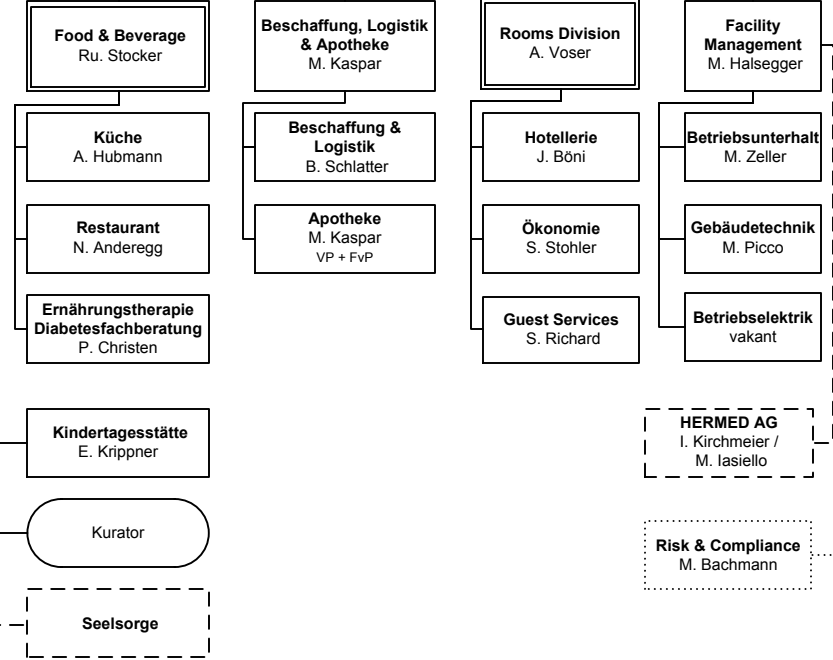 Food & Beverage
Ru. Stocker
Küche
A. Hubmann
Restaurant
N. Anderegg
Ernährungstherapie
Diabetesfachberatung
P. Christen
Beschaffung, Logistik
& Apotheke
M. Kaspar
Beschaffung &
Logistik
B. Schlatter
Apotheke
M. Kaspar
VP + FvP
Rooms Division
A. Voser
Hotellerie
J. Böni
Ökonomie
S. Stohler
Guest Services
S. Richard
Facility
Management
M. Halsegger
Betriebsunterhalt
M. Zeller
Gebäudetechnik
M. Picco
Betriebselektrik
vakant
Kindertagesstätte
E. Krippner
Kurator
Seelsorge
HERMED AG
I. Kirchmeier /
M. Iasiello
Risk & Compliance
M. Bachmann